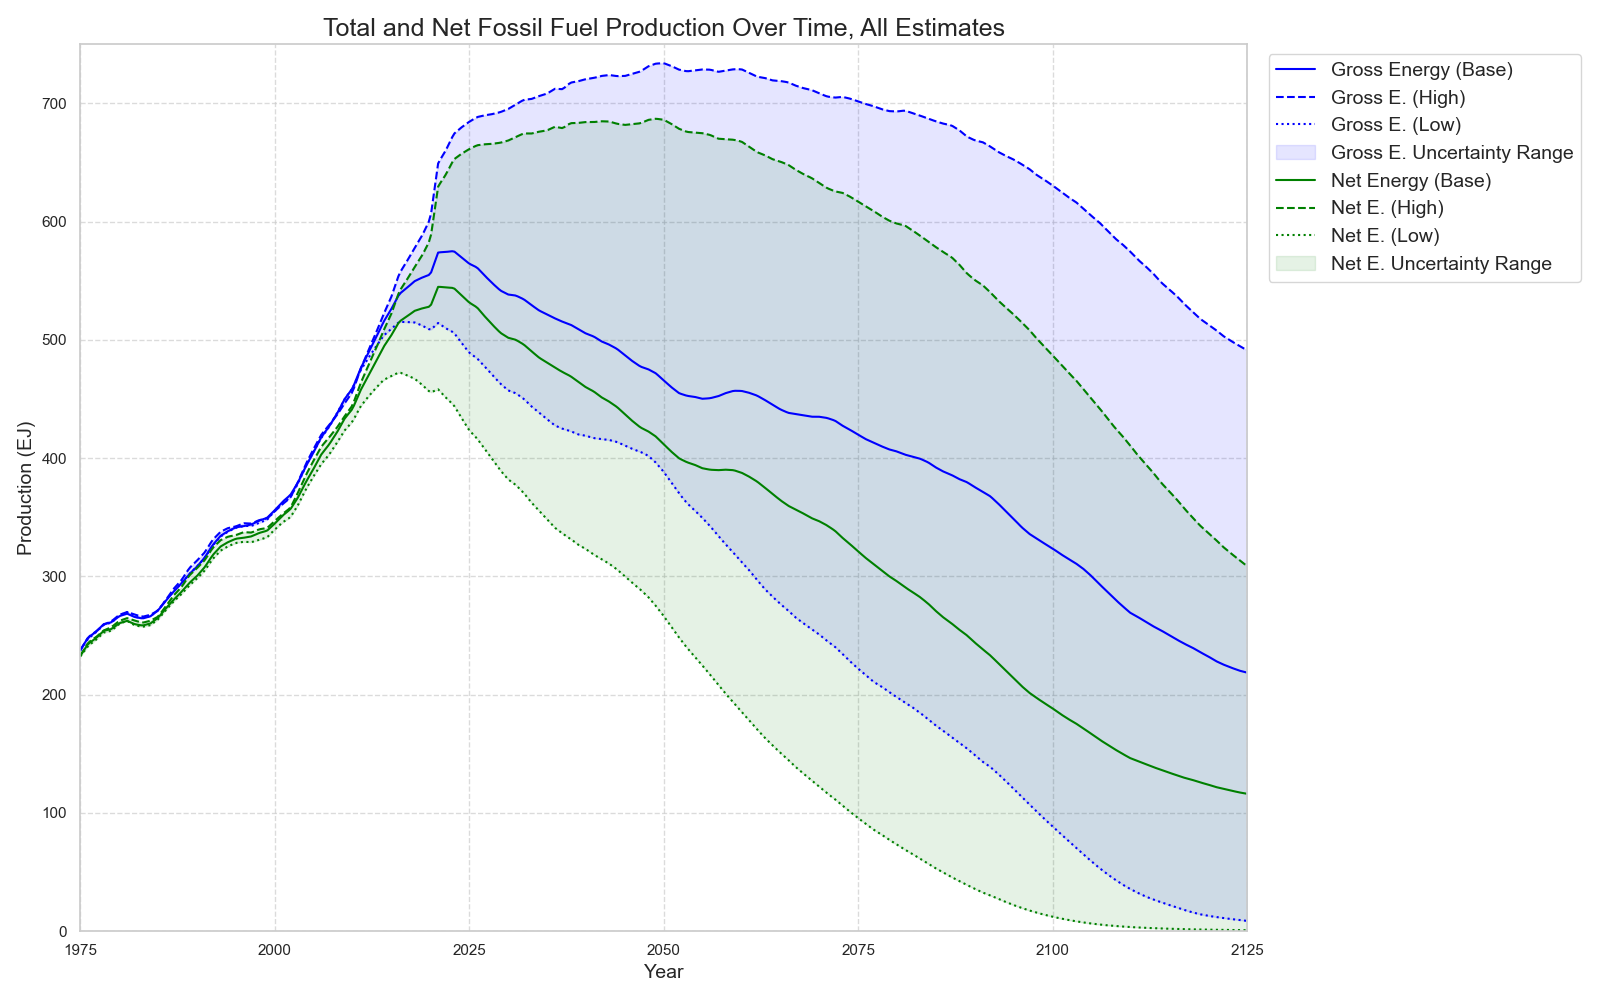 Total and Net Fossil Fuel Production Over Time, All Estimates
Gross Energy (Base)
Gross E. (High)
Gross E. (Low)
Gross E. Uncertainty Range
Net Energy (Base)
Net E. (High)
Net E. (Low)
Net E. Uncertainty Range
Production (EJ)
700
600
500
400
300
200
100
0
1975 2000 2025 2050 2075 2100 2125
Year